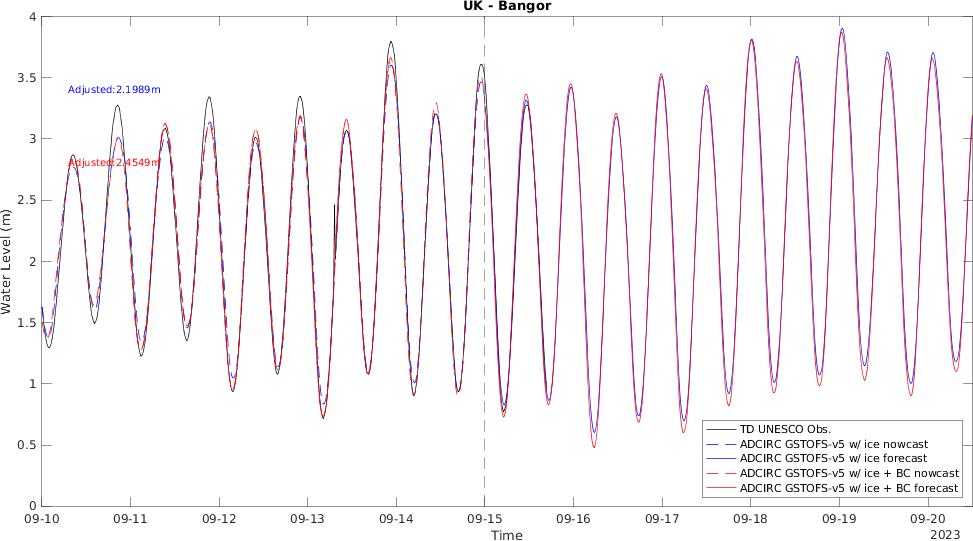 UK - Bangor
4
3.5
3
2.5
2
1.5
1
0.5
0
Water Level (m)
Adjusted:2.1989m
Adjusted:2.4549m
TD UNESCO Obs.
ADCIRC GSTOFS-v5 w/ ice nowcast
ADCIRC GSTOFS-v5 w/ ice forecast
ADCIRC GSTOFS-v5 w/ ice + BC nowcast
ADCIRC GSTOFS-v5 w/ ice + BC forecast
09-10 09-11 09-12 09-13 09-14 09-15 09-16 09-17 09-18 09-19 09-20
Time
2023